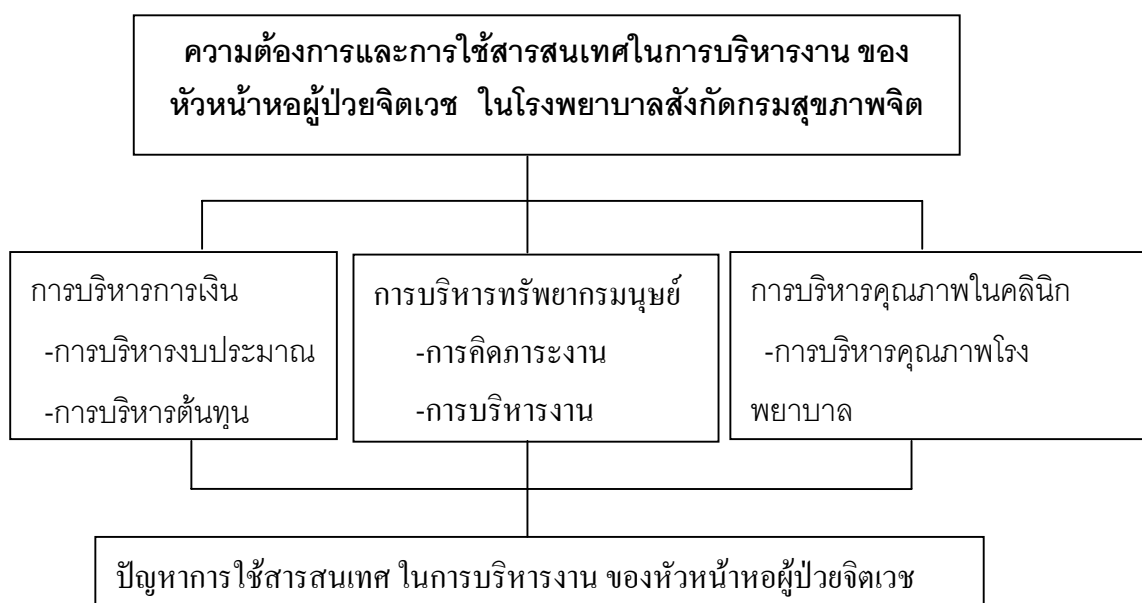 ความต้องการและการใช้สารสนเทศในการบริหารงาน ของ
หัวหน้าหอผู้ป่วยจิตเวช ในโรงพยาบาลสังกัดกรมสุขภาพจิต
การบริหารการเงิน
-การบริหารงบประมาณ
-การบริหารต้นทุน
การบริหารทรัพยากรมนุษย์
-การคิดภาระงาน
-การบริหารงาน
การบริหารคุณภาพในคลินิก
-การบริหารคุณภาพโรง
พยาบาล
ปัญหาการใช้สารสนเทศ ในการบริหารงาน ของหัวหน้าหอผู้ป่วยจิตเวช